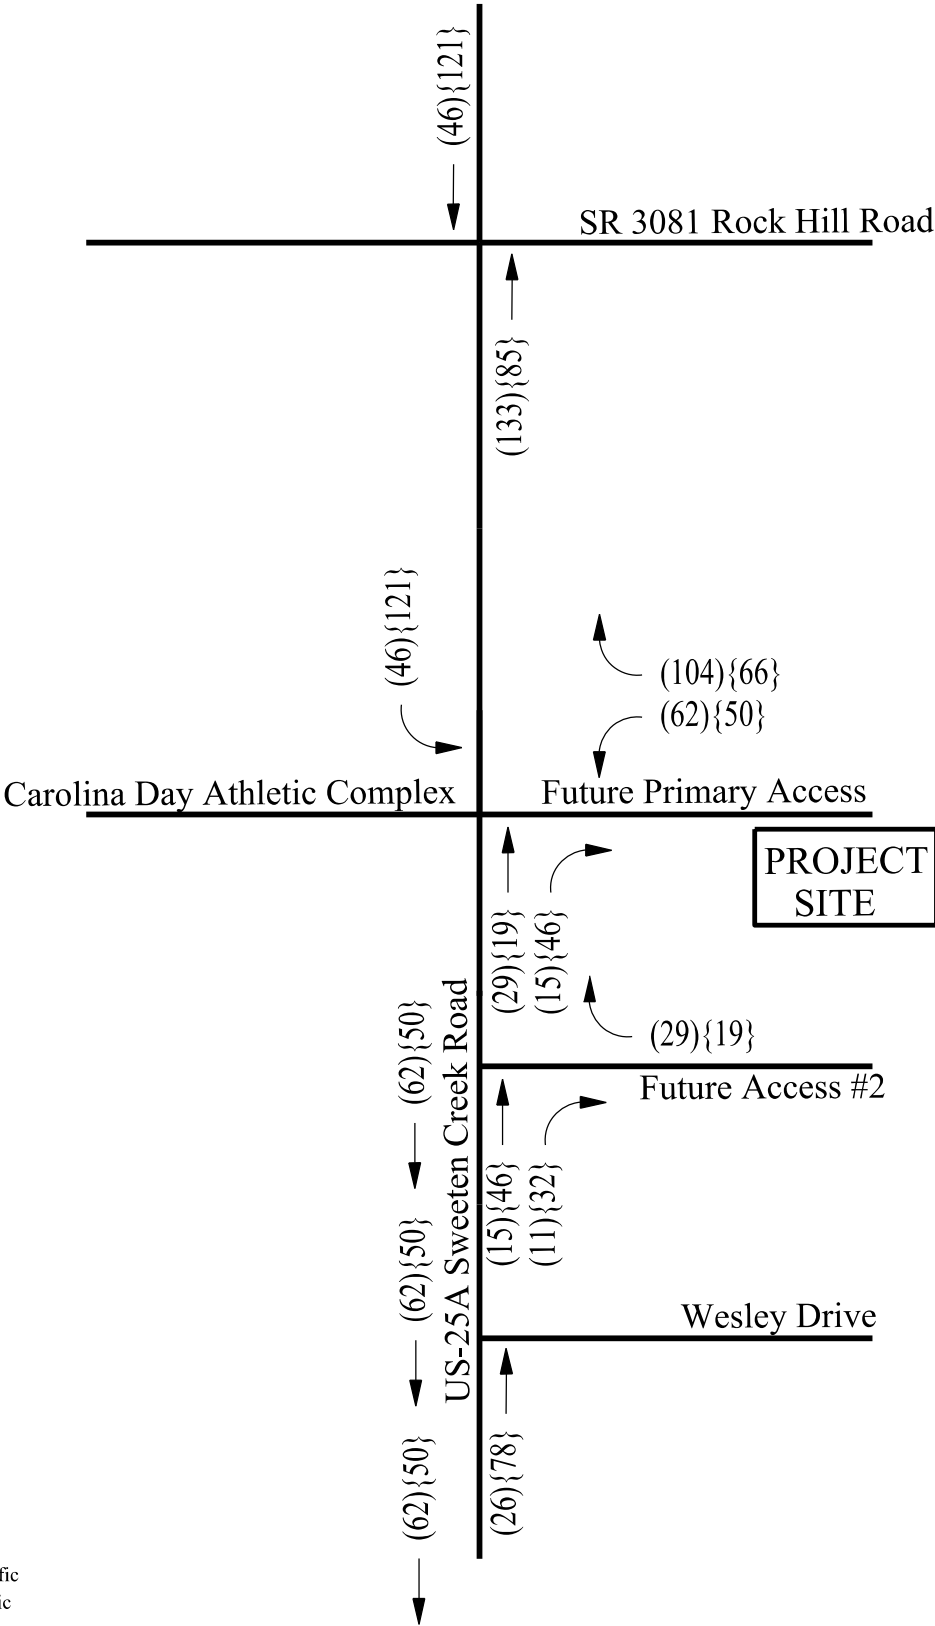 (46){121}
SR 3081 Rock Hill Road
(133){85}
(46){121}
(104){66}
(62){50}
Carolina Day Athletic Complex
Future Primary Access
PROJECT
SITE
(29){19}
(15){46}
(62){50}
US-25A Sweeten Creek Road
(29){19}
Future Access #2
(15){46}
(11){32}
(62){50}
Wesley Drive
(62){50}
(26){78}
fic
ic